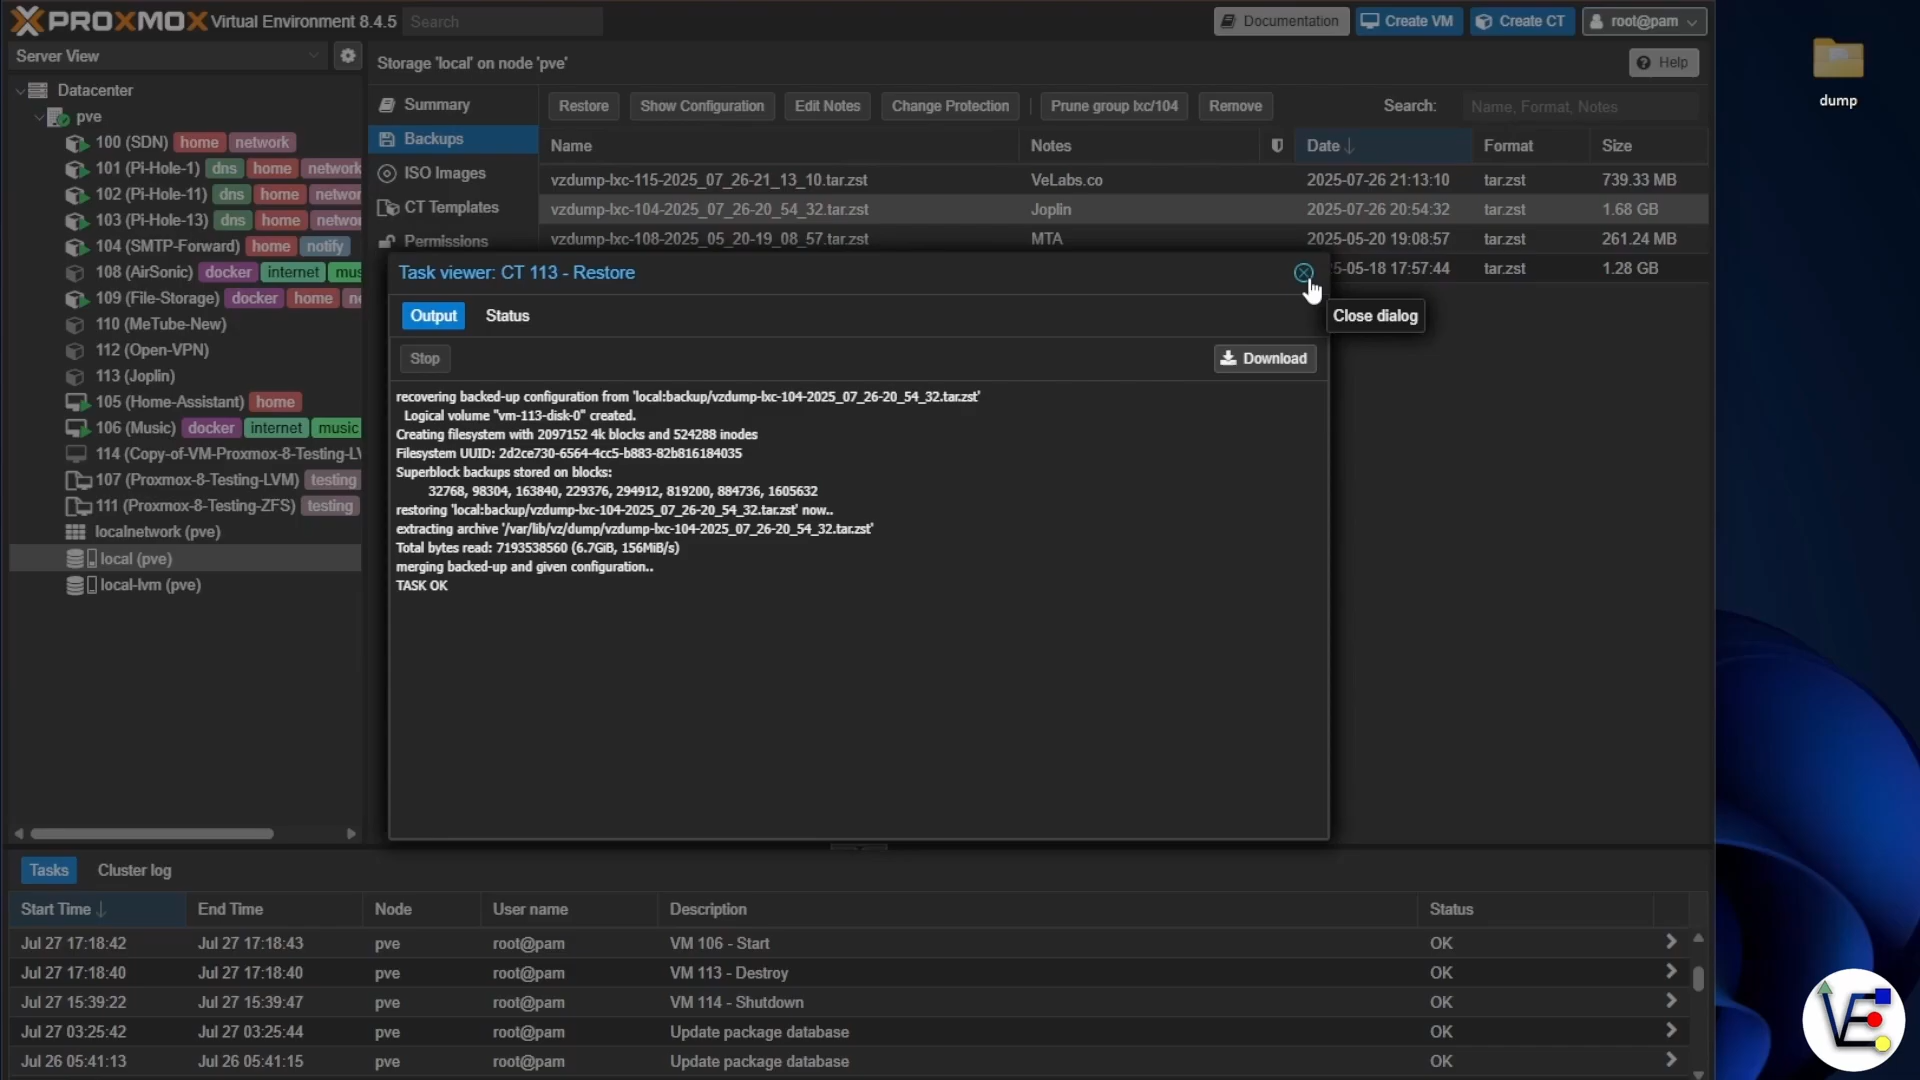 PROXMOX Virtual Environment 8.4.5 Search Documentation Create VM Create CT root@pam
Server View
Storage 'local' on node 'pve' Help
Datacenter
pve
100 (SDN) home network
101 (Pi-Hole-1) dns home network
102 (Pi-Hole-11) dns home networ
103 (Pi-Hole-13) dns home networ
104 (SMTP-Forward) home notify
108 (AirSonic) docker internet mus
109 (File-Storage) docker home
110 (MeTube-New)
112 (Open-VPN)
113 (Joplin)
105 (Home-Assistant) home
106 (Music) docker internet music
114 (Copy-of-VM-Proxmox-8-Testing-LV
107 (Proxmox-8-Testing-LVM) testing
111 (Proxmox-8-Testing-ZFS) testing
localnetwork (pve)
local (pve)
local-lvm (pve)
Summary
Backups
ISO Images
CT Templates
Permissions
Restore Show Configuration Edit Notes Change Protection Prune group lxc/104 Remove Search: Name, Format, Notes
Name Notes Date Format Size
vzdump-lxc-115-2025_07_26-21_13_10.tar.zst VeLabs.co 2025-07-26 21:13:10 tar.zst 739.33 MB
vzdump-lxc-104-2025_07_26-20_54_32.tar.zst Joplin 2025-07-26 20:54:32 tar.zst 1.68 GB
vzdump-lxc-108-2025_05_20-19_08_57.tar.zst MTA 2025-05-20 19:08:57 tar.zst 261.24 MB
5-05-18 17:57:44 tar.zst 1.28 GB
Task viewer: CT 113 - Restore
Close dialog
Output Status
Stop Download
recovering backed-up configuration from 'local:backup/vzdump-lxc-104-2025_07_26-20_54_32.tar.zst'
Logical volume "vm-113-disk-0" created.
Creating filesystem with 2097152 4k blocks and 524288 inodes
Filesystem UUID: 2d2ce730-6564-4cc5-b883-82b816184035
Superblock backups stored on blocks:
32768, 98304, 163840, 229376, 294912, 819200, 884736, 1605632
restoring 'local:backup/vzdump-lxc-104-2025_07_26-20_54_32.tar.zst' now..
extracting archive '/var/lib/vz/dump/vzdump-lxc-104-2025_07_26-20_54_32.tar.zst'
Total bytes read: 7193538560 (6.7GiB, 156MiB/s)
merging backed-up and given configuration..
TASK OK
Tasks Cluster log
Start Time End Time Node User name Description Status
Jul 27 17:18:42 Jul 27 17:18:43 pve root@pam VM 106 - Start OK
Jul 27 17:18:40 Jul 27 17:18:40 pve root@pam VM 113 - Destroy OK
Jul 27 15:39:22 Jul 27 15:39:47 pve root@pam VM 114 - Shutdown OK
Jul 27 03:25:42 Jul 27 03:25:44 pve root@pam Update package database OK
Jul 26 05:41:13 Jul 26 05:41:15 pve root@pam Update package database OK
dump
VE